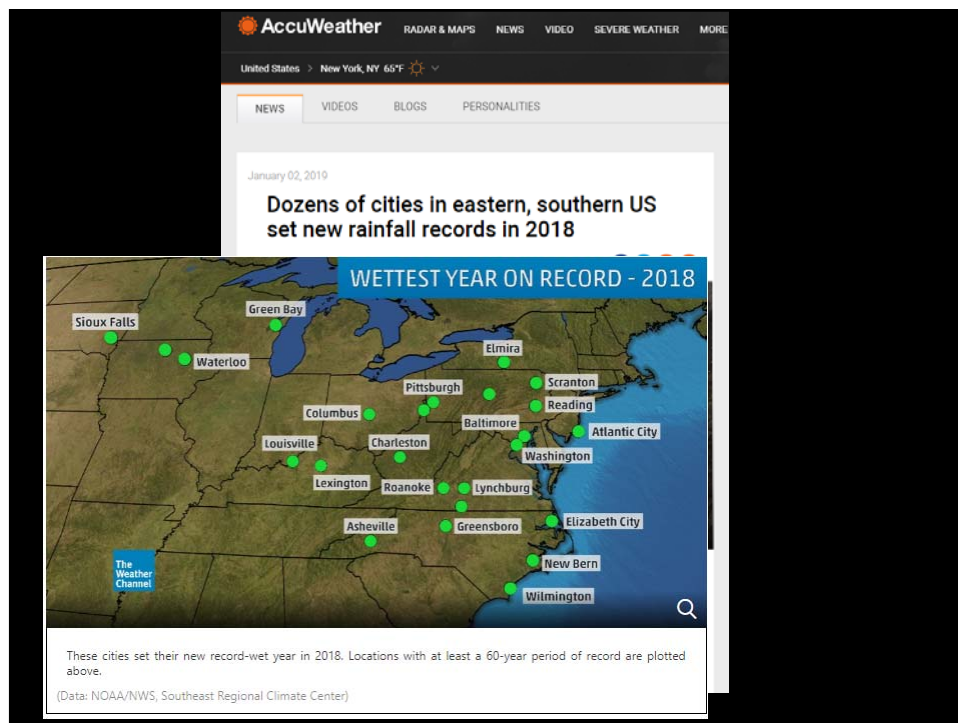 AccuWeather RADAR & MAPS NEWS VIDEO SEVERE WEATHER MORE
United States > New York, NY 65°F
NEWS VIDEOS BLOGS PERSONALITIES
January 02, 2019
Dozens of cities in eastern, southern US
set new rainfall records in 2018
WETTEST YEAR ON RECORD - 2018
Green Bay
Sioux Falls
Waterloo
Elmira
Scranton
Pittsburgh
Reading
Columbus
Baltimore
Atlantic City
Louisville
Charleston
Washington
Lexington
Roanoke
Lynchburg
Elizabeth City
Asheville
Greensboro
New Bern
The
Weather
Channel
Wilmington
These cities set their new record-wet year in 2018. Locations with at least a 60-year period of record are plotted
above.
(Data: NOAA/NWS, Southeast Regional Climate Center)